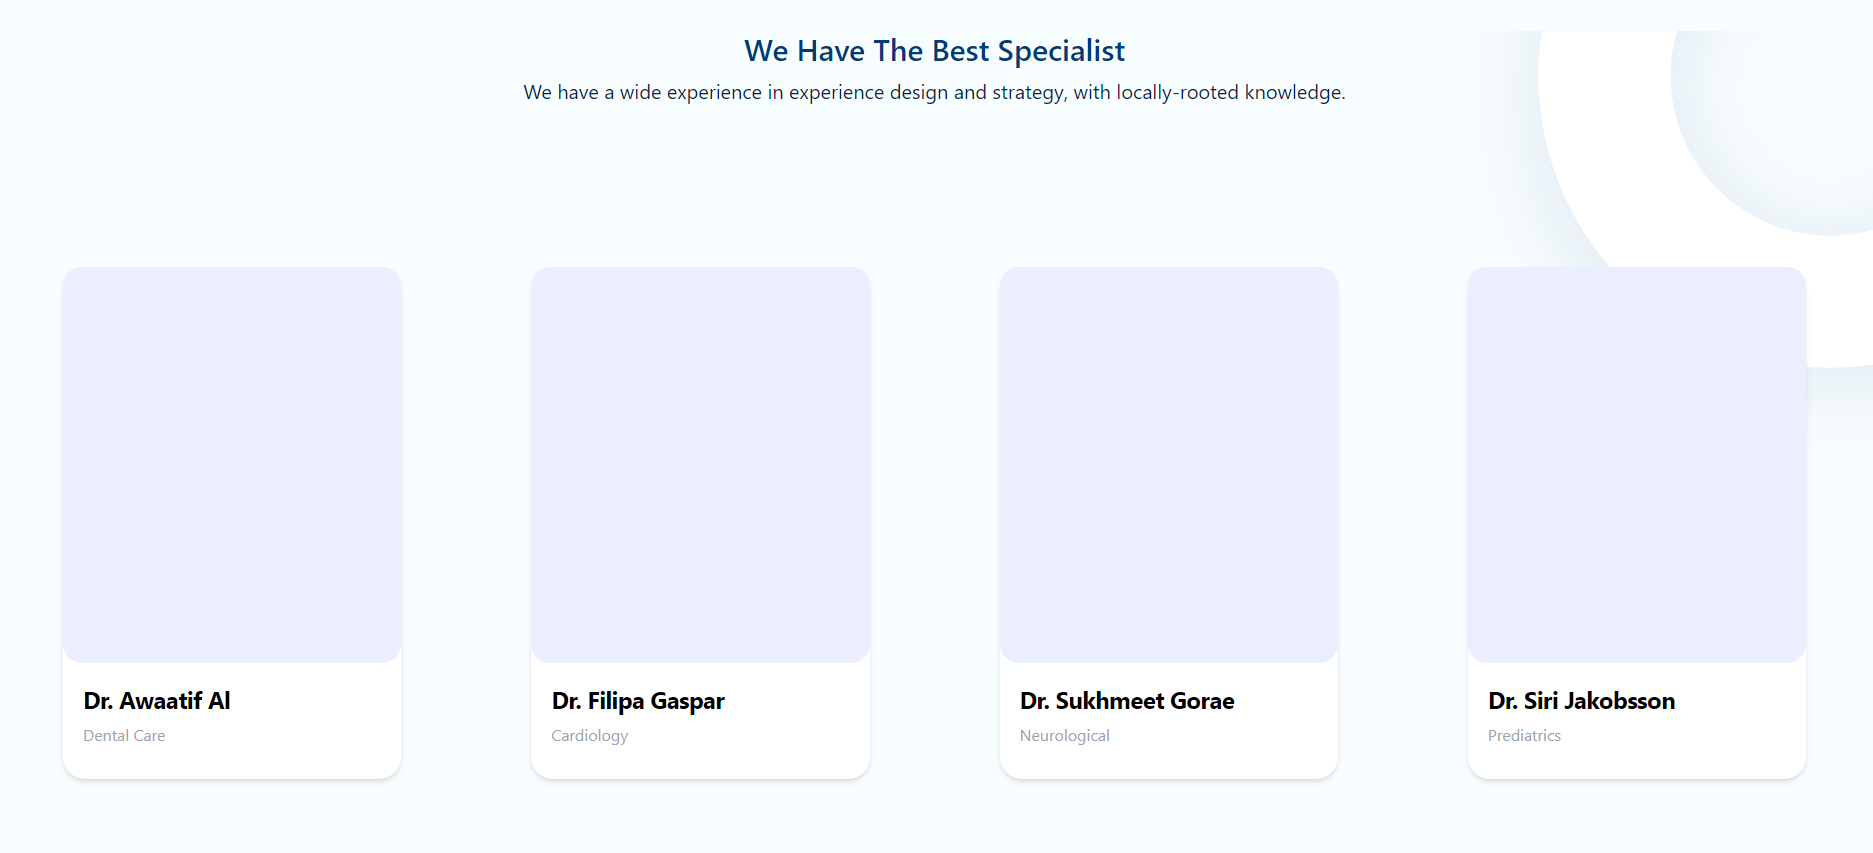 We Have The Best Specialist
We have a wide experience in experience design and strategy, with locally-rooted knowledge.
Dr. Awaatif Al
Dental Care
Dr. Filipa Gaspar
Cardiology
Dr. Sukhmeet Gorae
Neurological
Dr. Siri Jakobsson
Prediatrics